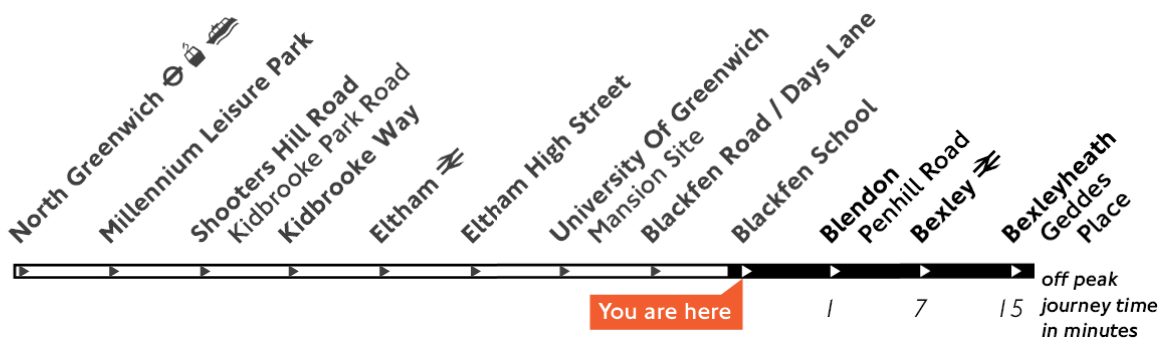 North Greenwich
Millennium Leisure Park
Shooters Hill Road
Kidbrooke Park Road
Kidbrooke Way
Eltham
Eltham High Street
University Of Greenwich
Mansion Site
Blackfen Road / Days Lane
Blackfen School
Blendon
Penhill Road
Bexley
Bexleyheath
Geddes
Place
You are here
1
7
15
off peak
journey time
in minutes